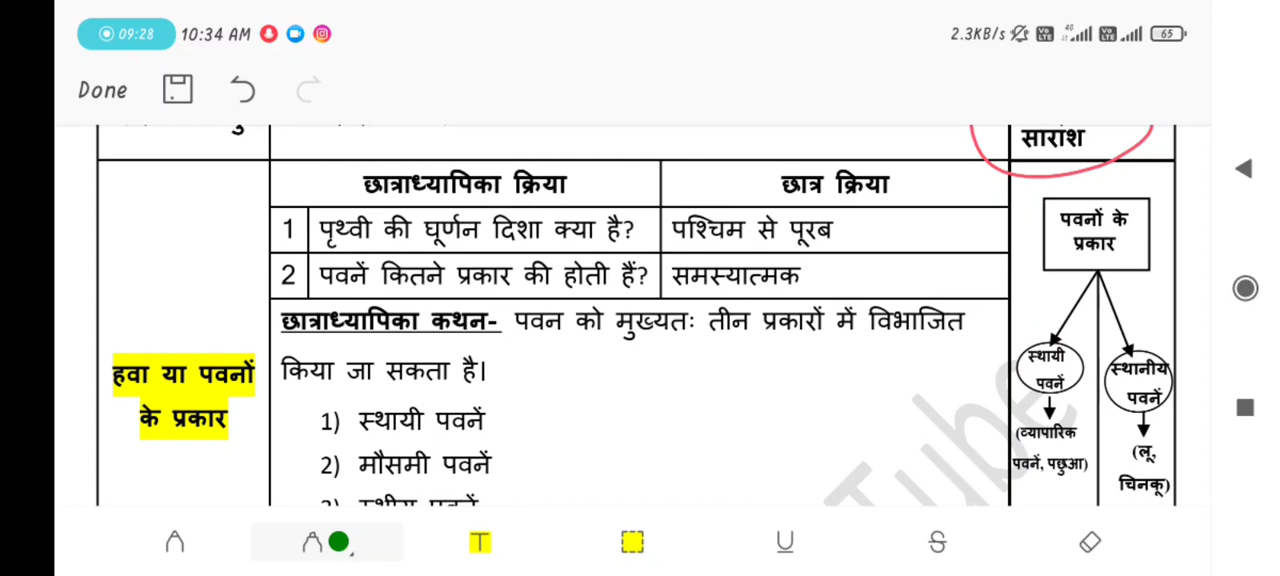 09:28 10:34 AM 2.3KB/s 4G 65
Done
सारांश
छात्राध्यापिका क्रिया छात्र क्रिया
1 पृथ्वी की घूर्णन दिशा क्या है? पश्चिम से पूरब
2 पवनें कितने प्रकार की होती हैं? समस्यात्मक
छात्राध्यापिका कथन- पवन को मुख्यतः तीन प्रकारों में विभाजित
किया जा सकता है।
1) स्थायी पवनें
2) मौसमी पवनें
हवा या पवनों
के प्रकार
पवनों के
प्रकार
स्थायी
पवनें
(व्यापारिक
पवनें, पछुआ)
स्थानीय
पवनें
(लू,
चिनकू)
Tube